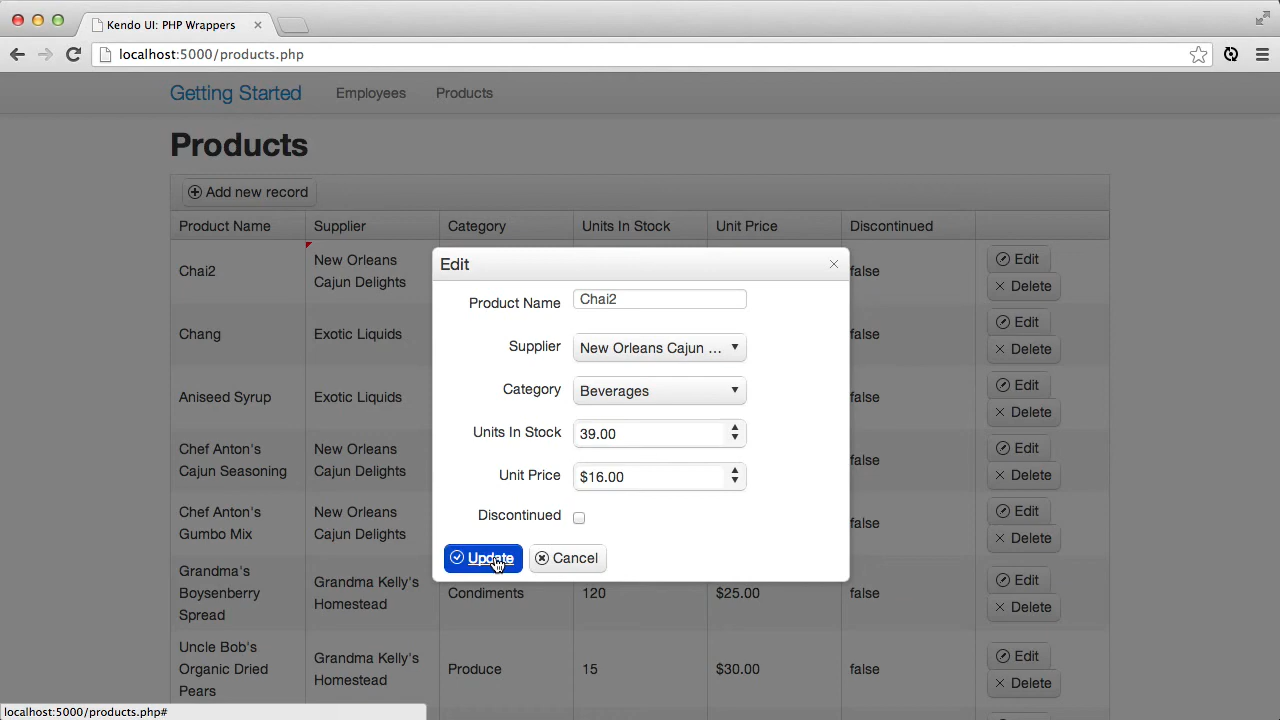 Kendo UI: PHP Wrappers
localhost:5000/products.php
Getting Started Employees Products
Products
Add new record
Product Name Supplier Category Units In Stock Unit Price Discontinued
Chai2
New Orleans
Cajun Delights
false
Edit
Delete
Chang
Exotic Liquids
false
Edit
Delete
Aniseed Syrup
Exotic Liquids
false
Edit
Delete
Chef Anton's
Cajun Seasoning
New Orleans
Cajun Delights
false
Edit
Delete
Chef Anton's
Gumbo Mix
New Orleans
Cajun Delights
false
Edit
Delete
Grandma's
Boysenberry
Spread
Grandma Kelly's
Homestead
Condiments
120
$25.00
false
Edit
Delete
Uncle Bob's
Organic Dried
Pears
Grandma Kelly's
Homestead
Produce
15
$30.00
false
Edit
Delete
Edit
Product Name Chai2
Supplier New Orleans Cajun ...
Category Beverages
Units In Stock 39.00
Unit Price $16.00
Discontinued
Update Cancel
localhost:5000/products.php#